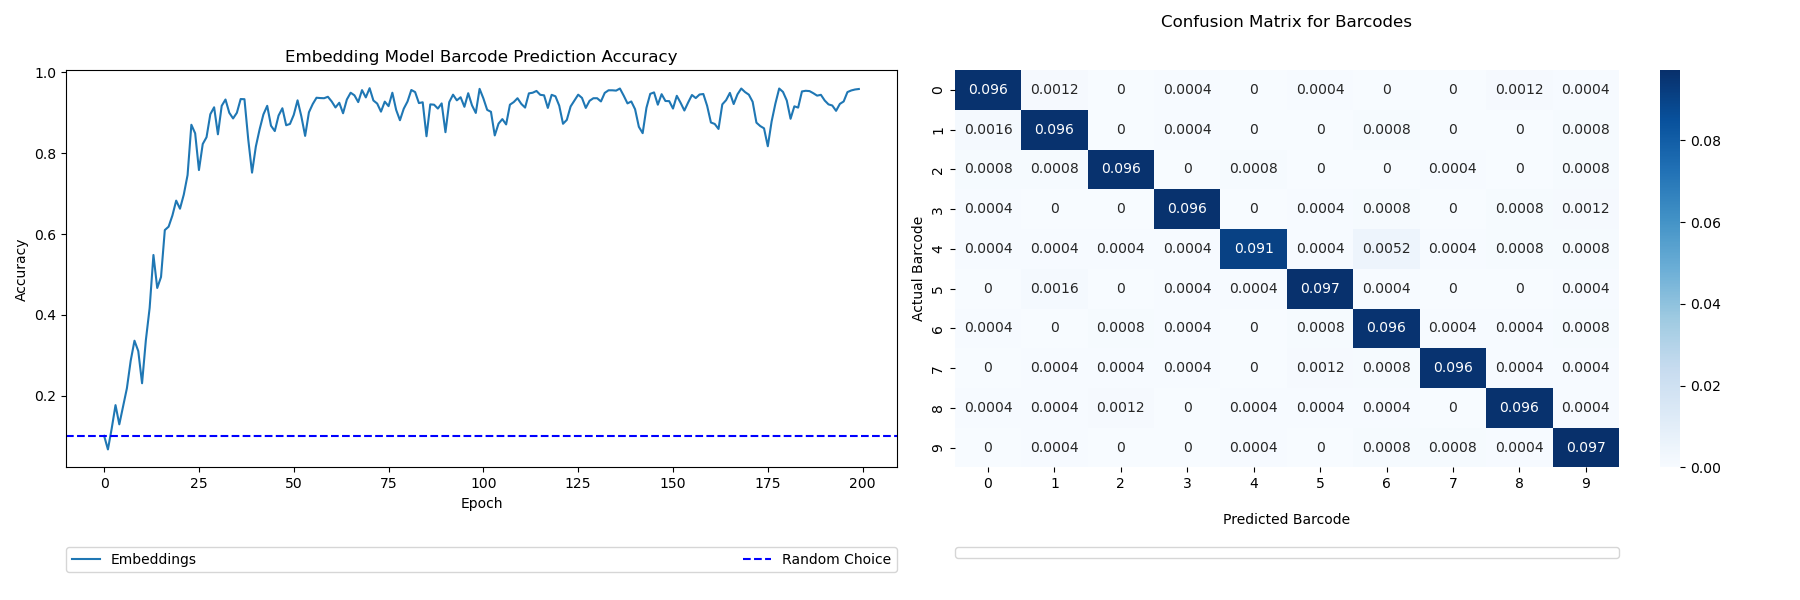 Confusion Matrix for Barcodes
Embedding Model Barcode Prediction Accuracy
1.0
0.8
0.6
0.4
0.2
Accuracy
0 25 50 75 100 125 150 175 200
Epoch
Embeddings Random Choice
Actual Barcode
0 0.096 0.0012 0 0.0004 0 0.0004 0 0 0.0012 0.0004
1 0.0016 0.096 0 0.0004 0 0 0.0008 0 0 0.0008
2 0.0008 0.0008 0.096 0 0.0008 0 0 0.0004 0 0.0008
3 0.0004 0 0 0.096 0 0.0004 0.0008 0 0.0008 0.0012
4 0.0004 0.0004 0.0004 0.0004 0.091 0.0004 0.0052 0.0004 0.0008 0.0008
5 0 0.0016 0 0.0004 0.0004 0.097 0.0004 0 0 0.0004
6 0.0004 0 0.0008 0.0004 0 0.0008 0.096 0.0004 0.0004 0.0008
7 0 0.0004 0.0004 0.0004 0 0.0012 0.0008 0.096 0.0004 0.0004
8 0.0004 0.0004 0.0012 0 0.0004 0.0004 0.0004 0 0.096 0.0004
9 0 0.0004 0 0 0.0004 0 0.0008 0.0008 0.0004 0.097
0 1 2 3 4 5 6 7 8 9
Predicted Barcode
0.08
0.06
0.04
0.02
0.00